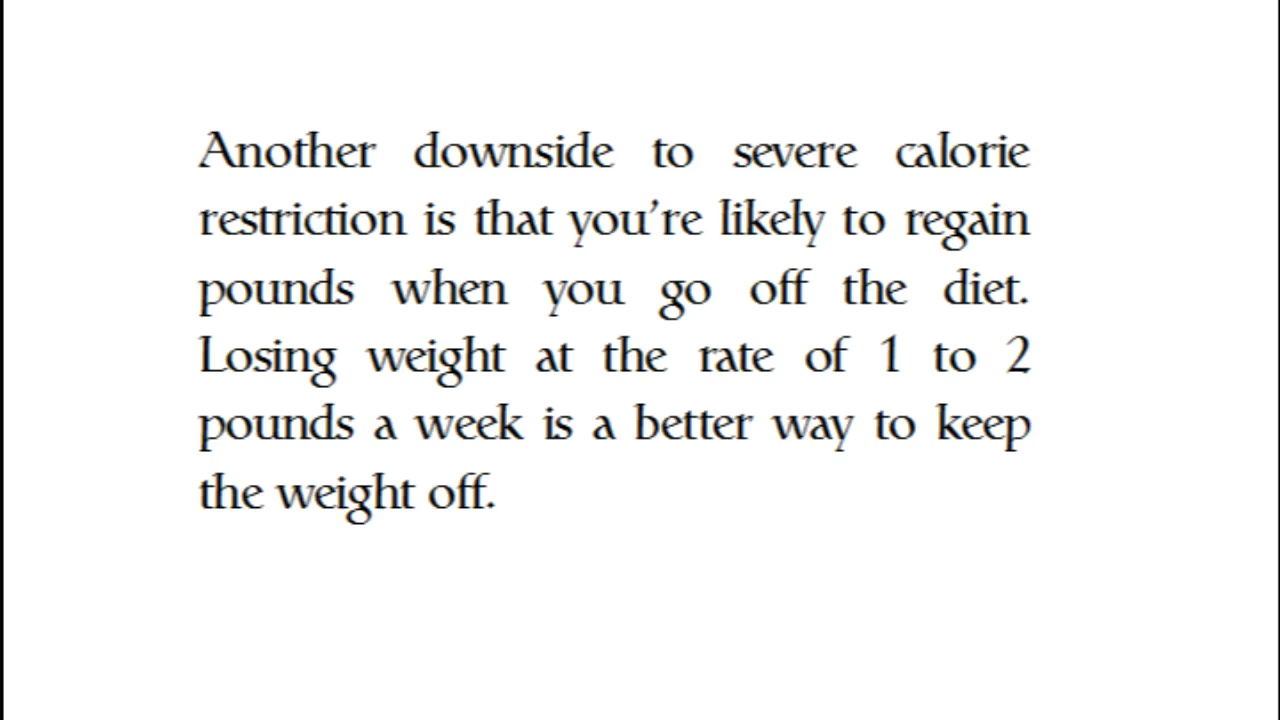 Another downside to severe calorie
restriction is that you’re likely to regain
pounds when you go off the diet.
Losing weight at the rate of 1 to 2
pounds a week is a better way to keep
the weight off.